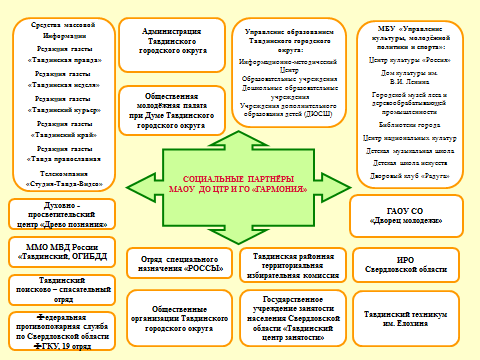 Средства массовой
Информации
Редакция газеты
«Тавдинская правда»
Редакция газеты
«Тавдинская неделя»
Редакция газеты
«Тавдинский курьер»
Редакция газеты
«Тавдинский край»
Редакция газеты
«Тавда православная
Телекомпания
«Студия-Тавда-Видео»
Администрация
Тавдинского
городского округа
Общественная
молодёжная палата
при Думе Тавдинского
городского округа
Управление образованием
Тавдинского городского
округа:
Информационно-методический
Центр
Образовательные учреждения
Дошкольные образовательные
учреждения
Учреждения дополнительного
образования детей (ДЮСШ)
МБУ «Управление
культуры, молодёжной
политики и спорта»:
Центр культуры «Россия»
Дом культуры им.
В.И. Ленина
Городской музей леса и
деревообрабатывающей
промышленности
Библиотеки города
Центр национальных культур
Детская музыкальная школа
Детская школа искусств
Дворовый клуб «Радуга»
СОЦИАЛЬНЫЕ ПАРТНЁРЫ
МАОУ ДО ЦТР И ГО «ГАРМОНИЯ»
Духовно -
просветительский
центр «Древо познания»
ГАОУ СО
«Дворец молодежи»
ММО МВД России
«Тавдинский, ОГИБДД
Отряд специального
назначения «РОССЫ»
Тавдинская районная
территориальная
избирательная комиссия
ИРО
Свердловской области
Тавдинский
поисково – спасательный
отряд
Федеральная
противопожарная служба
по Свердловской области
ФГКУ, 19 отряд
Общественные
организации Тавдинского
городского округа
Государственное
учреждение занятости
населения Свердловской
области «Тавдинский
центр занятости»
Тавдинский техникум
им. Елохина